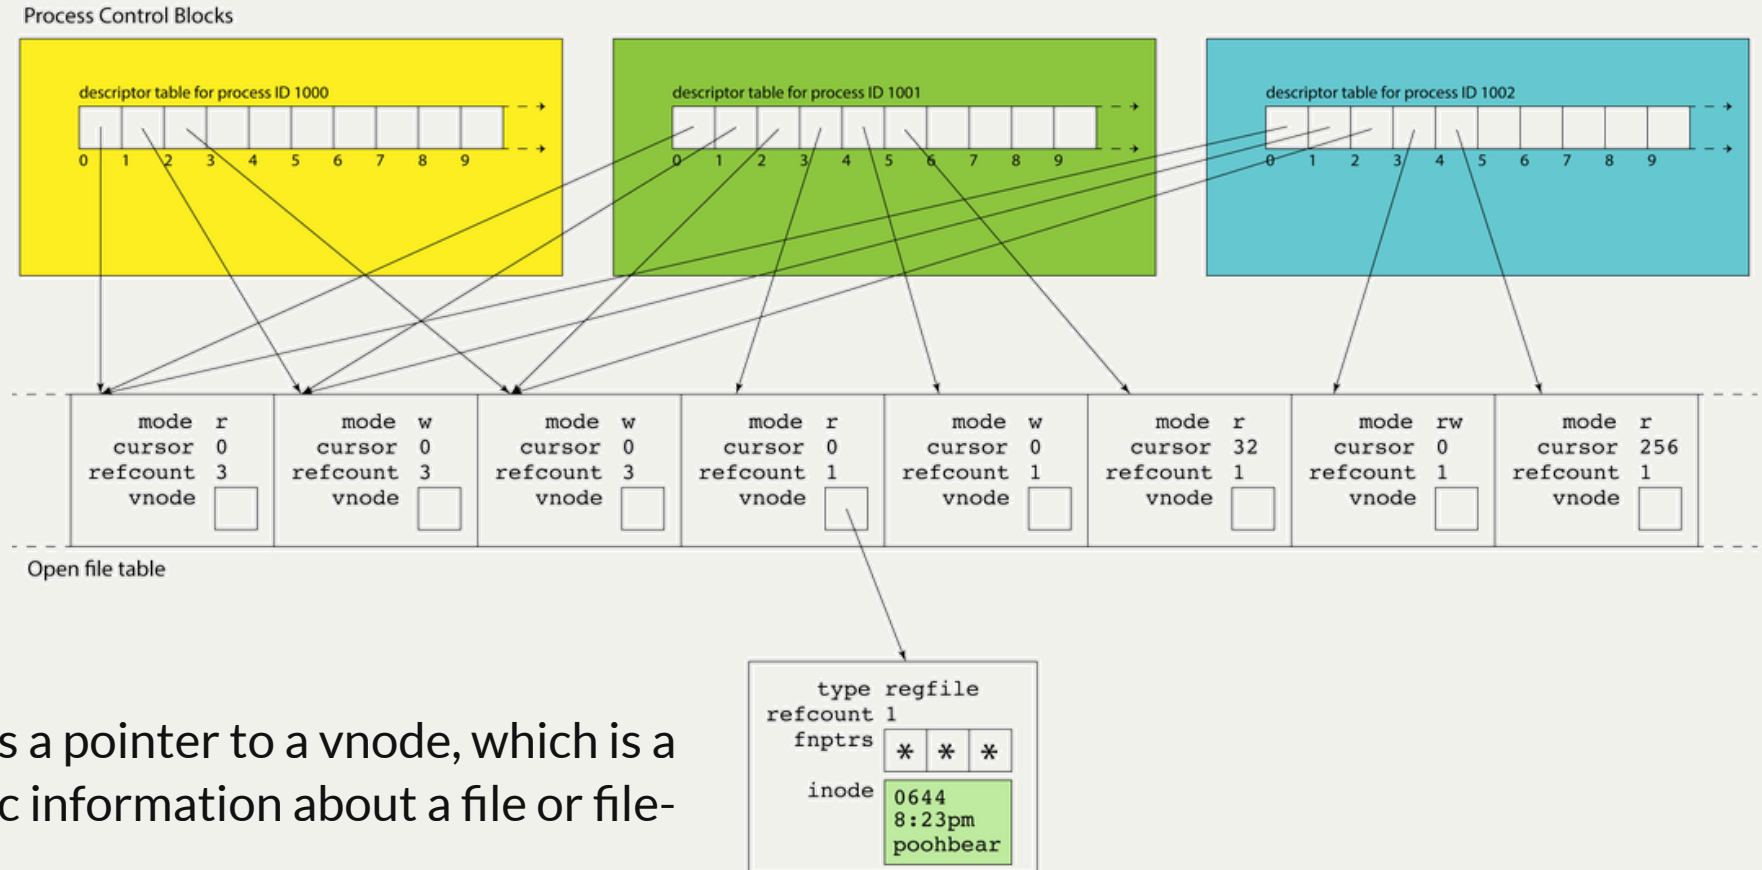 Process Control Blocks
descriptor table for process ID 1000
0 1 2 3 4 5 6 7 8 9
descriptor table for process ID 1001
0 1 2 3 4 5 6 7 8 9
descriptor table for process ID 1002
0 1 2 3 4 5 6 7 8 9
mode r
cursor 0
refcount 3
vnode
mode w
cursor 0
refcount 3
vnode
mode w
cursor 0
refcount 3
vnode
mode r
cursor 0
refcount 1
vnode
mode w
cursor 0
refcount 1
vnode
mode r
cursor 32
refcount 1
vnode
mode rw
cursor 0
refcount 1
vnode
mode r
cursor 256
refcount 1
vnode
Open file table
type regfile
refcount 1
fnptrs * * *
inode 0644
8:23pm
poohbear
s a pointer to a vnode, which is a
c information about a file or file-